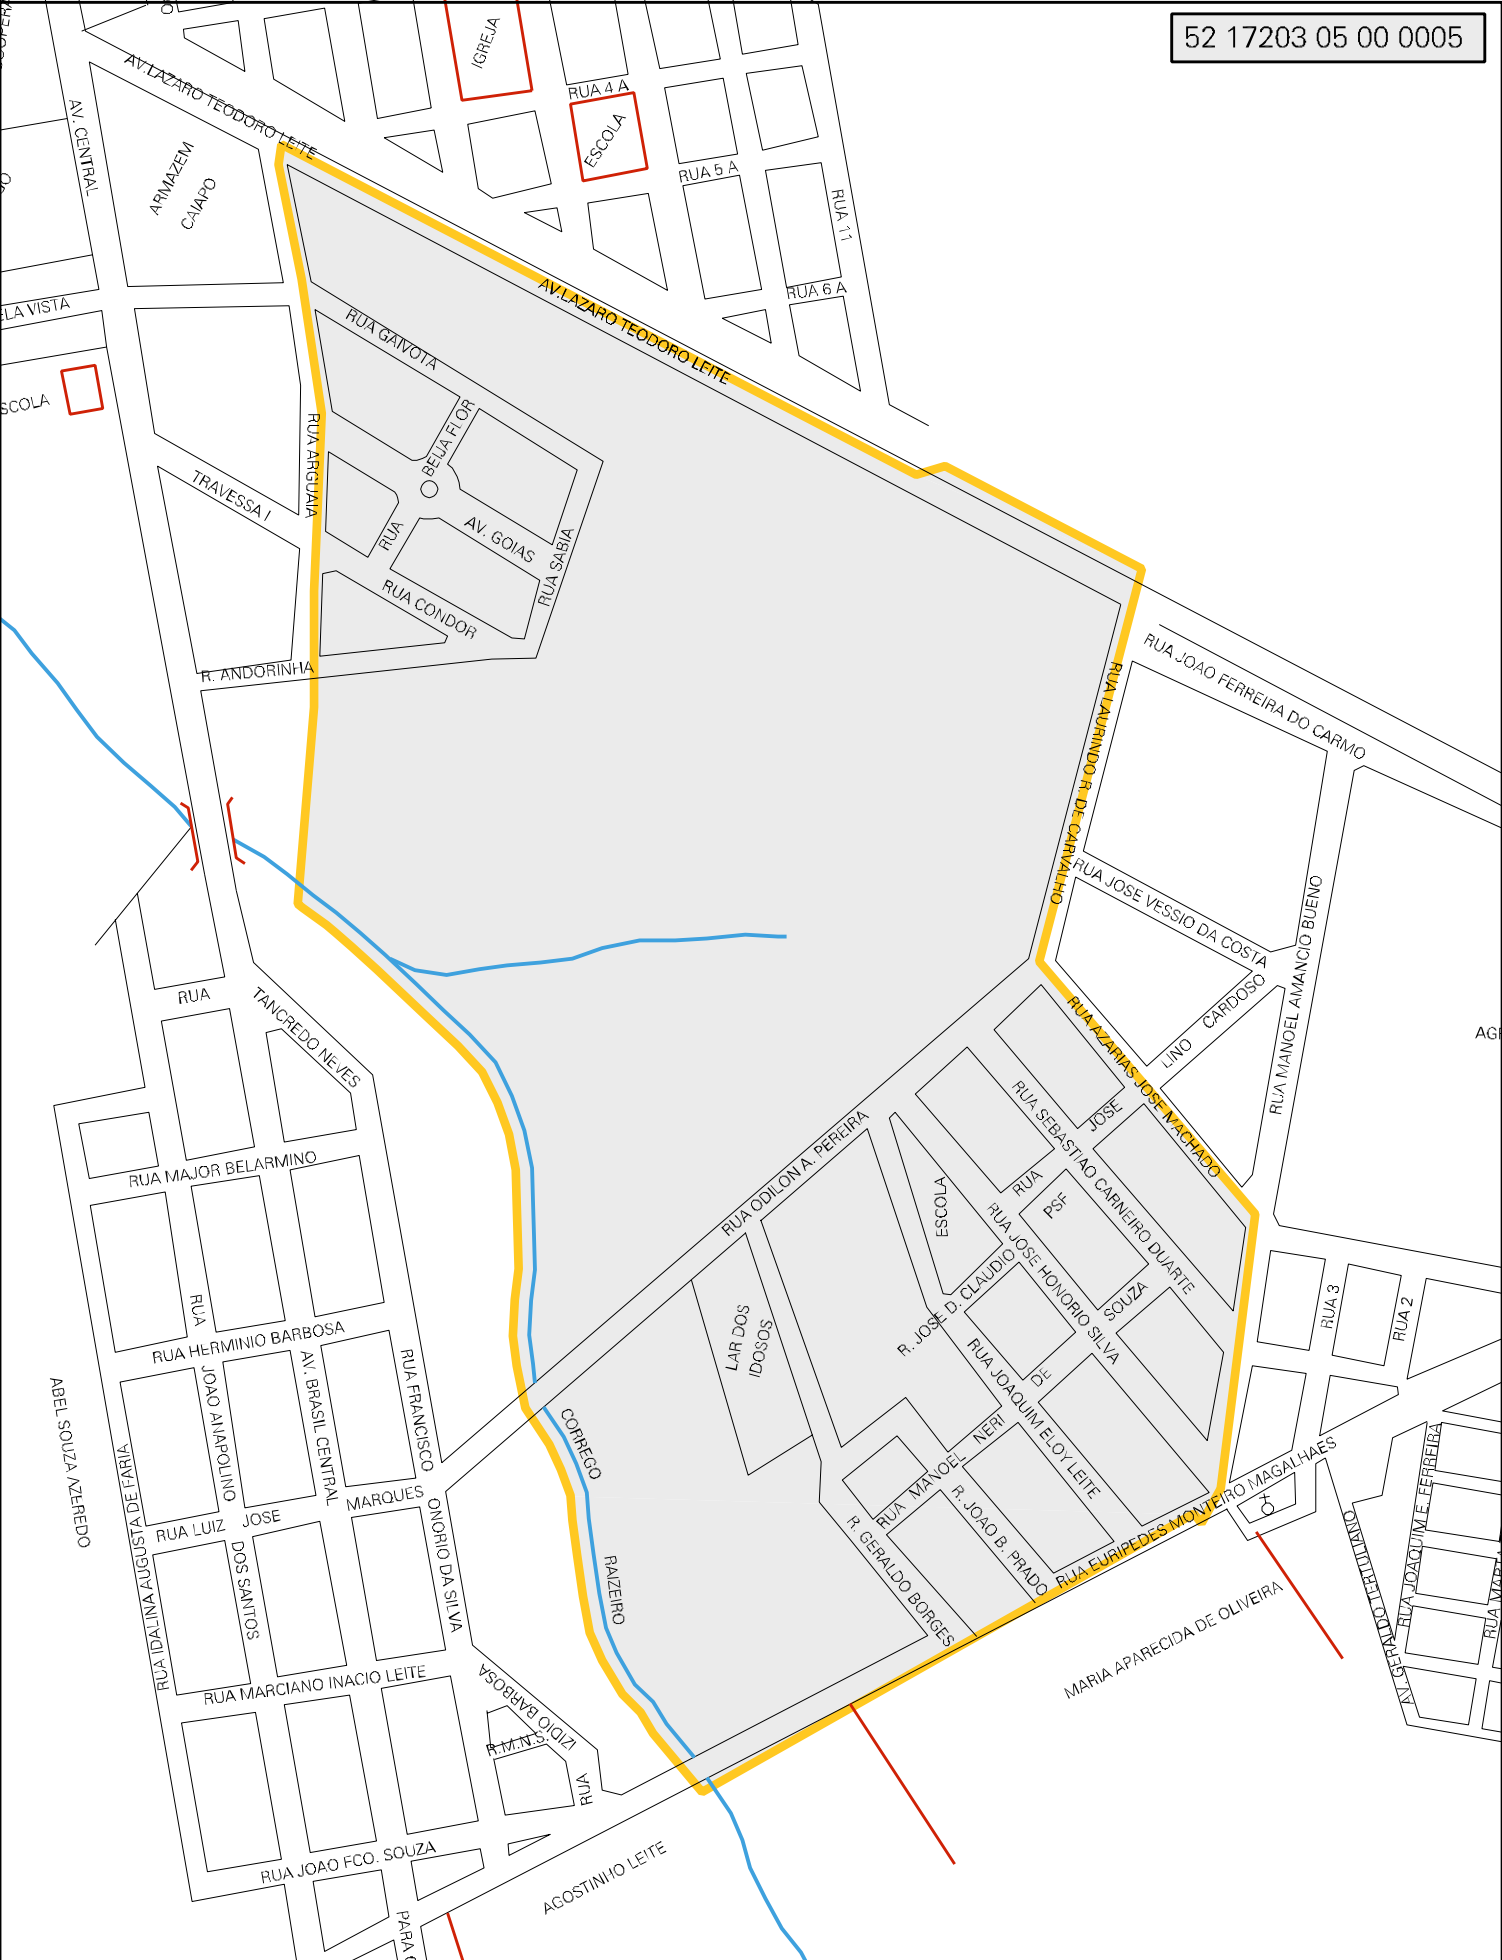 52 17203 05 00 0005
IGREJA
AV.LAZARO TEODORO LEITE
RUA 4 A
AV. CENTRAL
ESCOLA
ARMAZEM
CAIAPO
RUA 5 A
RUA 11
RUA 6 A
ELA VISTA
AV.LAZARO TEODORO LEITE
RUA GAIVOTA
SCOLA
BEIJA FLOR
RUA ARGUAIA
TRAVESSA I
RUA
AV. GOIAS
RUA SABIA
RUA CONDOR
R. ANDORINHA
RUA JOAO FERREIRA DO CARMO
RUA LAURINDO R. DE CARVALHO
RUA JOSE VESSIO DA COSTA
RUA MANOEL AMANCIO BUENO
RUA
TANCREDO NEVES
LINO
CARDOSO
RUA AZARIAS JOSE MACHADO
AGR
RUA SEBASTIAO CARNEIRO DUARTE
JOSE
RUA ODILON A. PEREIRA
RUA MAJOR BELARMINO
ESCOLA
RUA
PSF
RUA JOSE HONORIO SILVA
R. JOSE D. CLAUDIO
SOUZA
RUA 3
RUA 2
RUA
RUA HERMINIO BARBOSA
LAR DOS
IDOSOS
RUA JOAQUIM ELOY LEITE
DE
JOAO ANAPOLINO
AV. BRASIL CENTRAL
RUA FRANCISCO
ABEL SOUZA AZEREDO
CORREGO
NERI
MANOEL
RUA
RUA EURIPEDES MONTEIRO MAGALHAES
RUA IDALINA AUGUSTA DE FARIA
MARQUES
JOSE
RUA LUIZ
ONORIO DA SILVA
R. JOAO B. PRADO
R. GERALDO BORGES
DOS SANTOS
RAIZEIRO
AV. GERALDO TERTULIANO
RUA JOAQUIM E. FERREIRA
MARIA APARECIDA DE OLIVEIRA
RUA MARCIANO INACIO LEITE
IZIDIO BARBOSA
R.M.N.S.
RUA
RUA JOAO FCO. SOUZA
AGOSTINHO LEITE
PARA